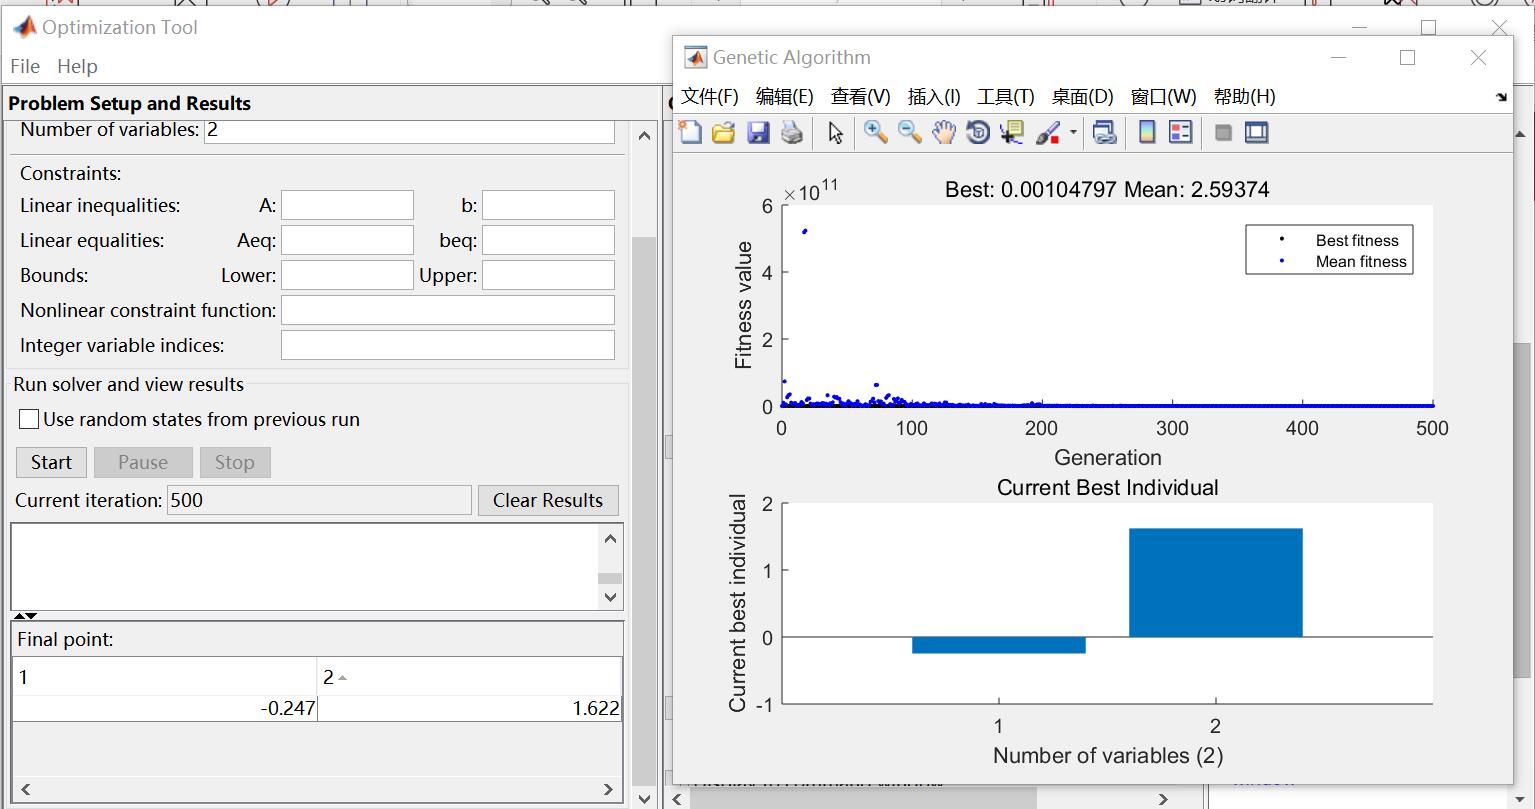 Optimization Tool
File Help
Problem Setup and Results
Number of variables: 2
Constraints:
Linear inequalities: A: b:
Linear equalities: Aeq: beq:
Bounds: Lower: Upper:
Nonlinear constraint function:
Integer variable indices:
Run solver and view results
Use random states from previous run
Start Pause Stop
Current iteration: 500 Clear Results
Final point:
1 2
-0.247 1.622
Genetic Algorithm
文件(F) 编辑(E) 查看(V) 插入(I) 工具(T) 桌面(D) 窗口(W) 帮助(H)
×10^11
Best: 0.00104797 Mean: 2.59374
Fitness value
6
4
2
0
Best fitness
Mean fitness
0 100 200 300 400 500
Generation
Current Best Individual
Current best individual
2
1
0
-1
1 2
Number of variables (2)